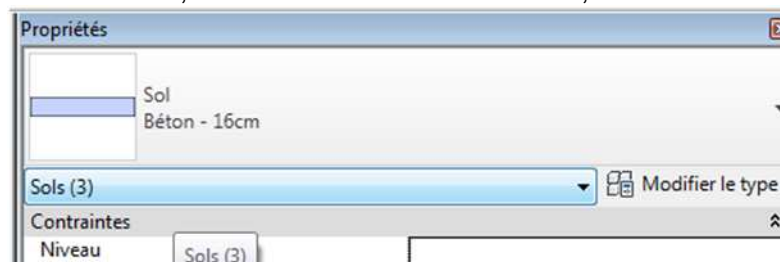 Propriétés
Sol
Béton - 16cm
Sols (3)
Modifier le type
Contraintes
Niveau
Sols (3)